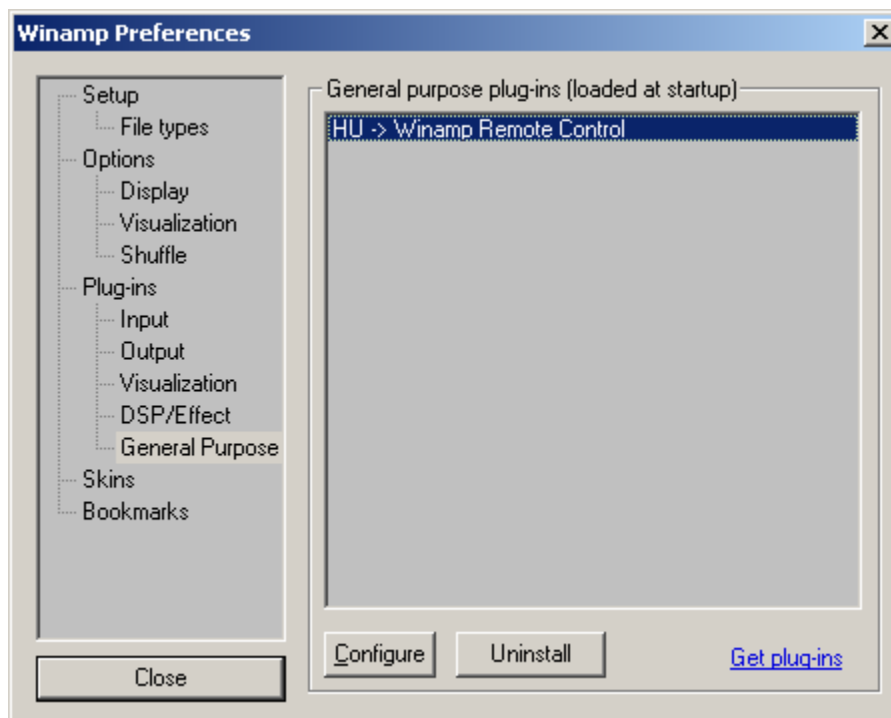 Winamp Preferences
Setup
File types
Options
Display
Visualization
Shuffle
Plug-ins
Input
Output
Visualization
DSP/Effect
General Purpose
Skins
Bookmarks
Close
General purpose plug-ins (loaded at startup)
HU -> Winamp Remote Control
Configure
Uninstall
Get plug-ins